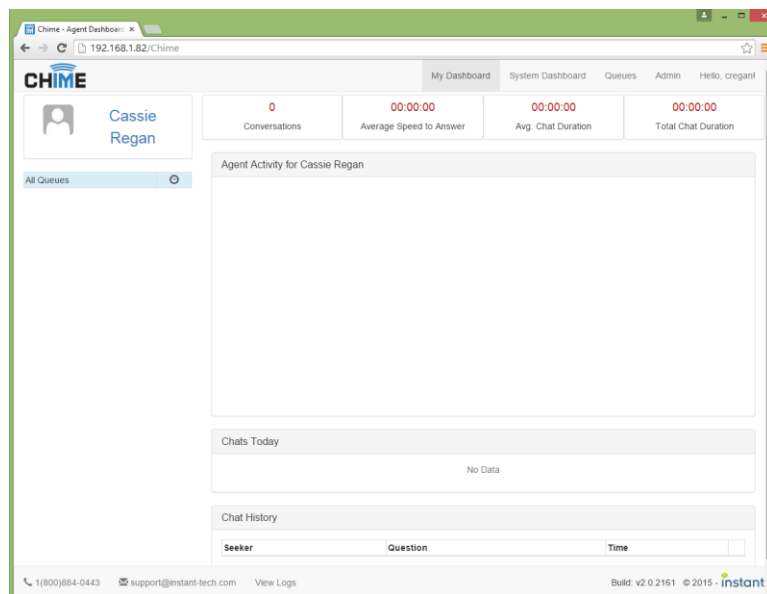 Chime - Agent Dashboard
192.168.1.82/Chime
CHIME
My Dashboard System Dashboard Queues Admin Hello, cregan!
Cassie
Regan
0 00:00:00 00:00:00 00:00:00
Conversations Average Speed to Answer Avg. Chat Duration Total Chat Duration
All Queues
Agent Activity for Cassie Regan
Chats Today
No Data
Chat History
Seeker Question Time
1(800)884-0443 support@instant-tech.com View Logs Build: v2.0.2161 © 2015 - instant